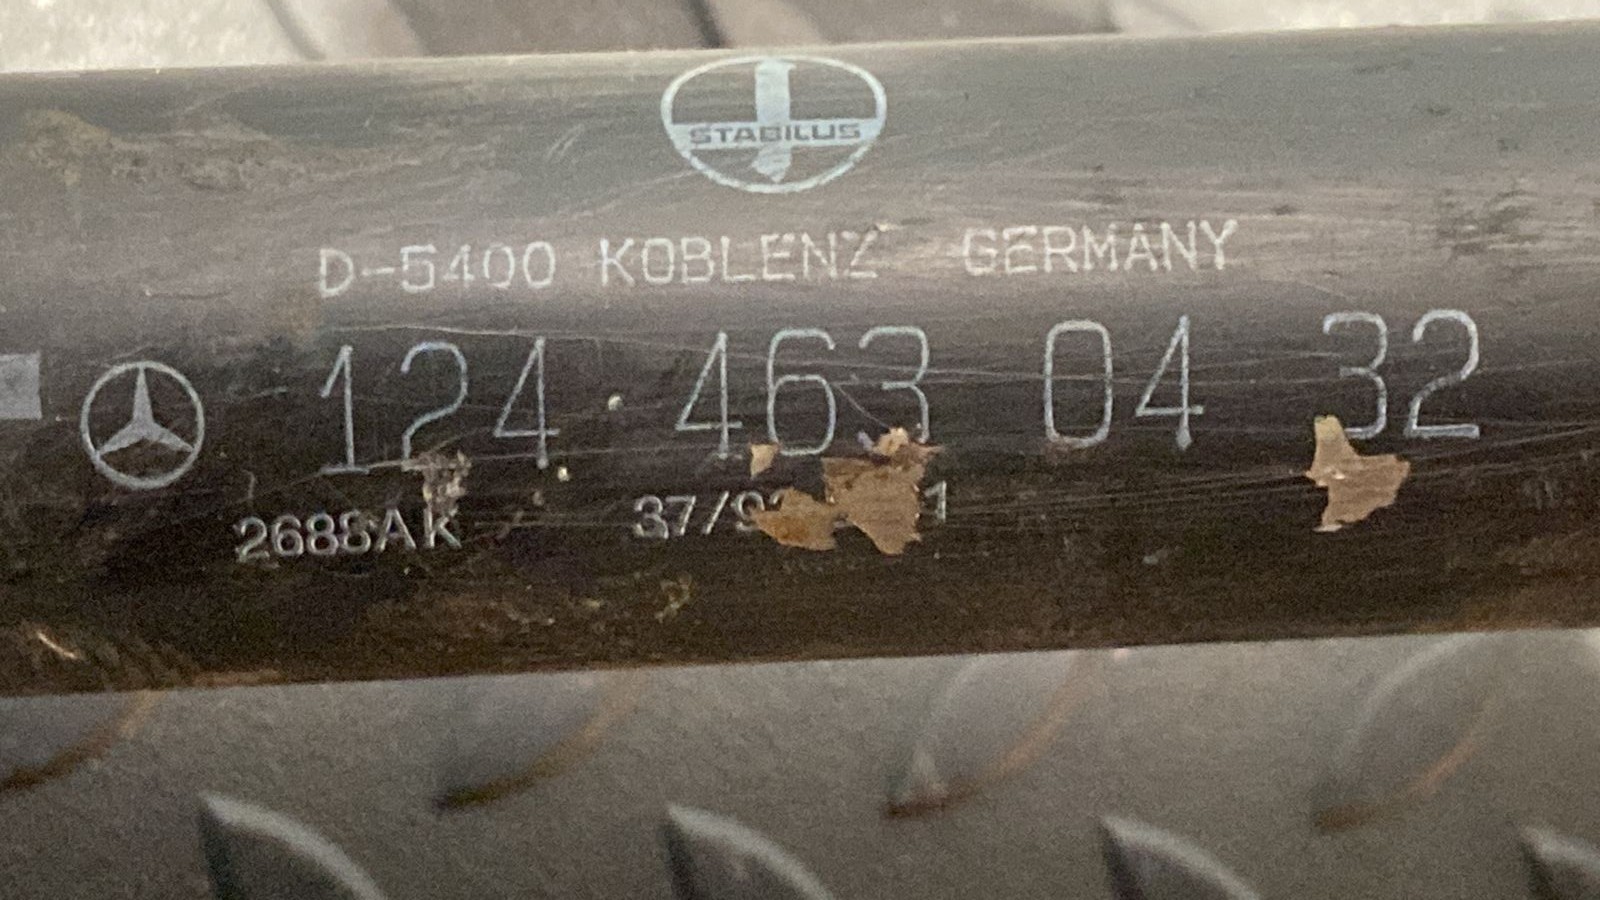 STABILUS
D-5400 KOBLENZ GERMANY
124 463 04 32
2688AK